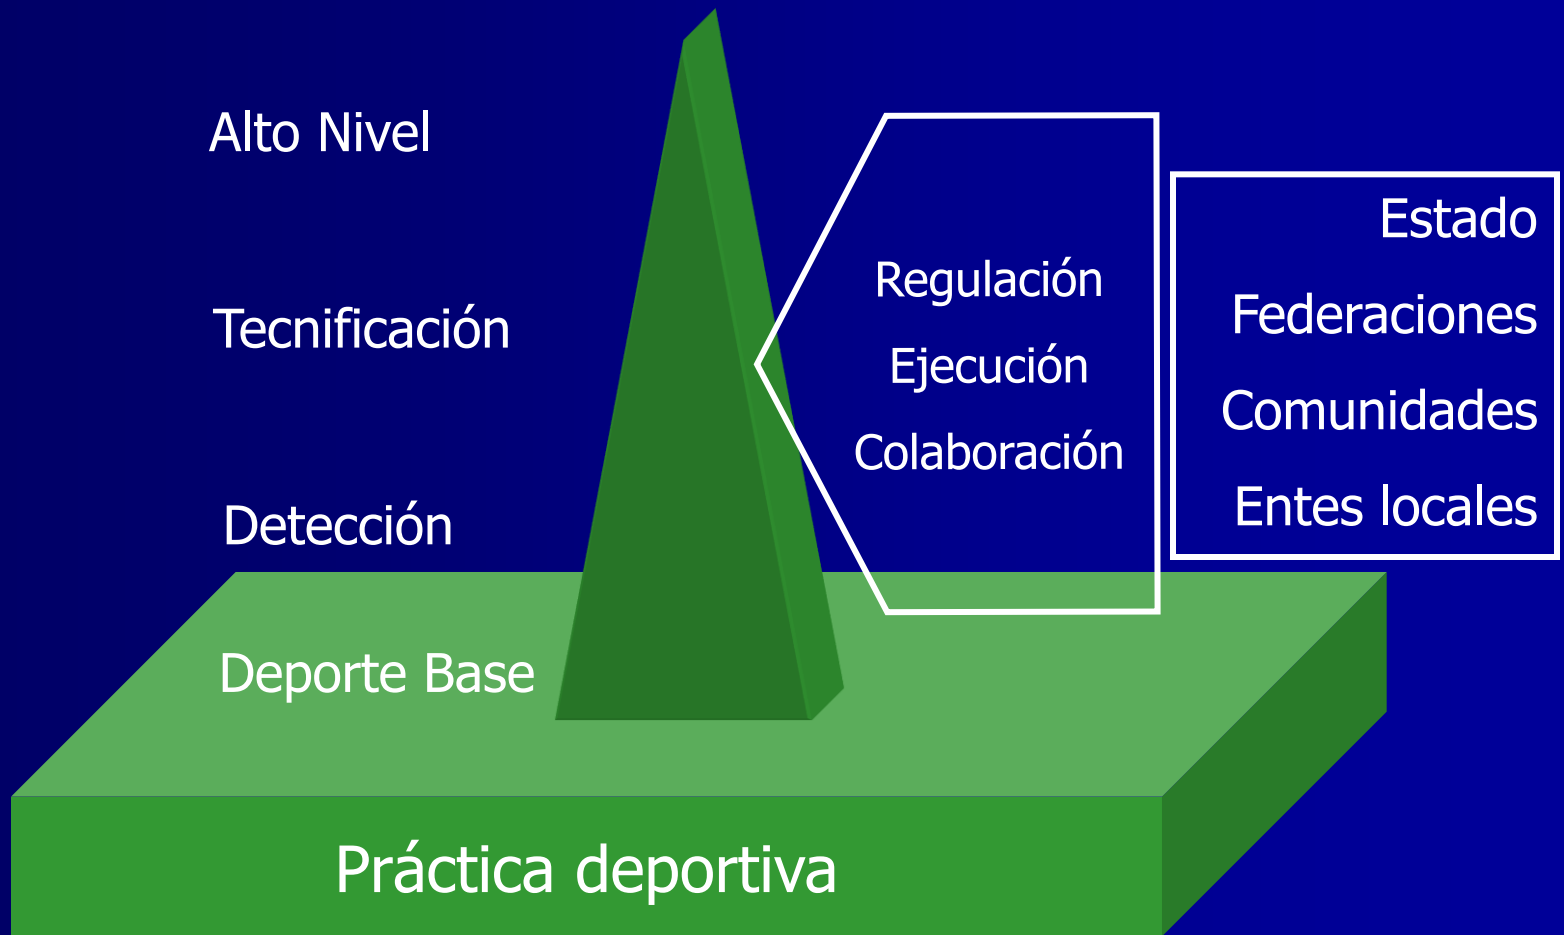 Alto Nivel
Tecnificación
Detección
Deporte Base
Práctica deportiva
Regulación
Ejecución
Colaboración
Estado
Federaciones
Comunidades
Entes locales